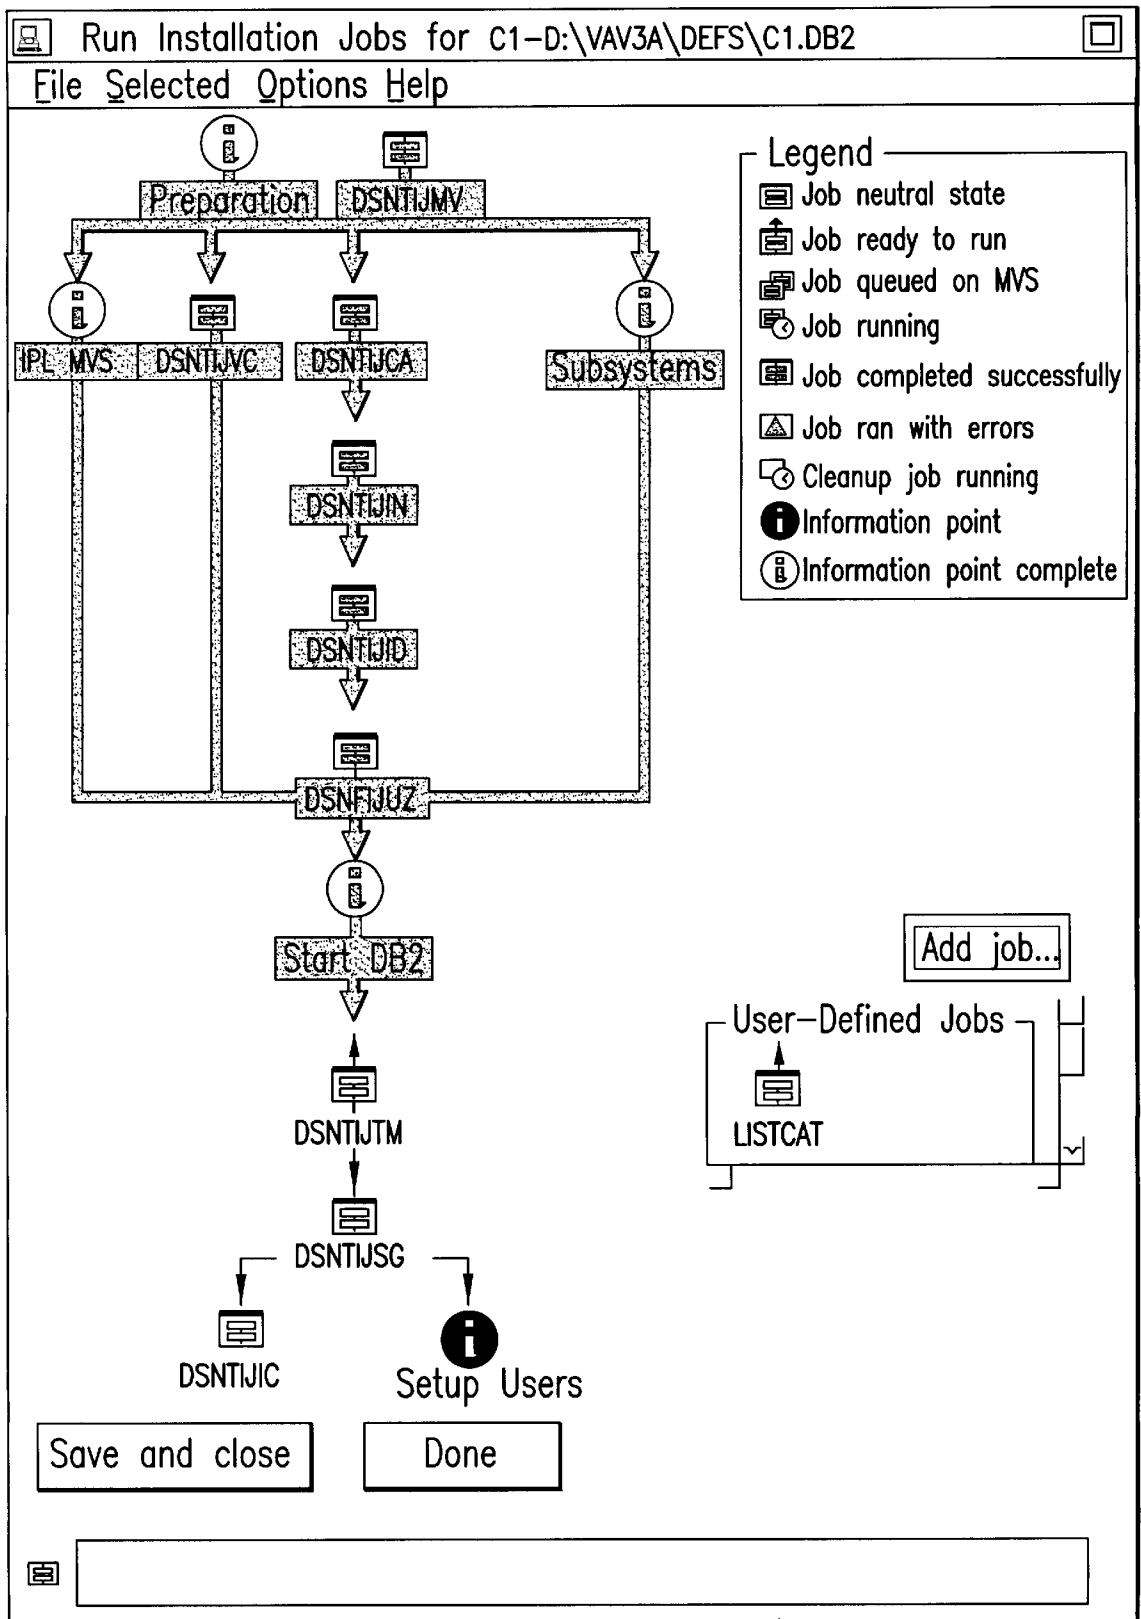 Run Installation Jobs for C1-D:\VAV3A\DEFS\C1.DB2
File Selected Options Help
Preparation
DSNTIJMV
Legend
Job neutral state
Job ready to run
Job queued on MVS
Job running
Job completed successfully
Job ran with errors
Cleanup job running
Information point
Information point complete
IPL MVS
DSNTIJVC
DSNTIJCA
Subsystems
DSNTIJIN
DSNTIJID
DSNFIJUZ
Start DB2
Add job...
User-Defined Jobs
LISTCAT
DSNTIJTM
DSNTIJSG
DSNTIJIC
Setup Users
Save and close
Done